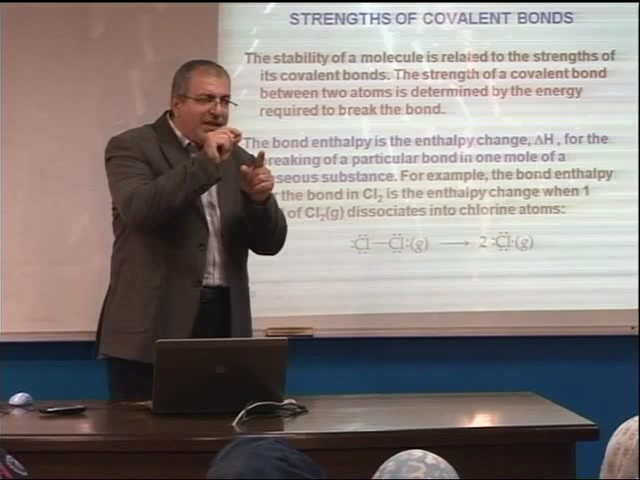 STRENGTHS OF COVALENT BONDS
The stability of a molecule is related to the strengths of
its covalent bonds. The strength of a covalent bond
between two atoms is determined by the energy
required to break the bond.
The bond enthalpy is the enthalpy change, ΔH, for the
breaking of a particular bond in one mole of a
seous substance. For example, the bond enthalpy
the bond in Cl₂ is the enthalpy change when 1
of Cl₂(g) dissociates into chlorine atoms:
:Cl—Cl:(g) ⟶ 2 :Cl·(g)